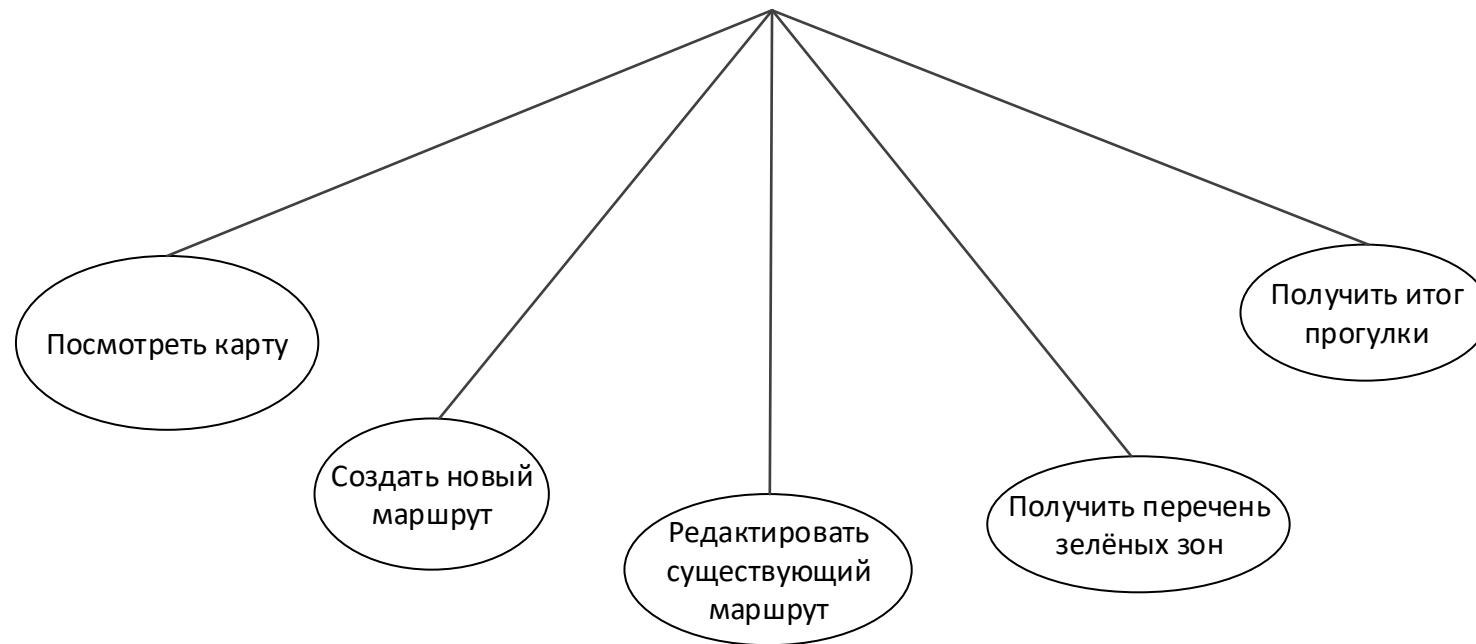 Посмотреть карту
Создать новый
маршрут
Редактировать
существующий
маршрут
Получить перечень
зелёных зон
Получить итог
прогулки